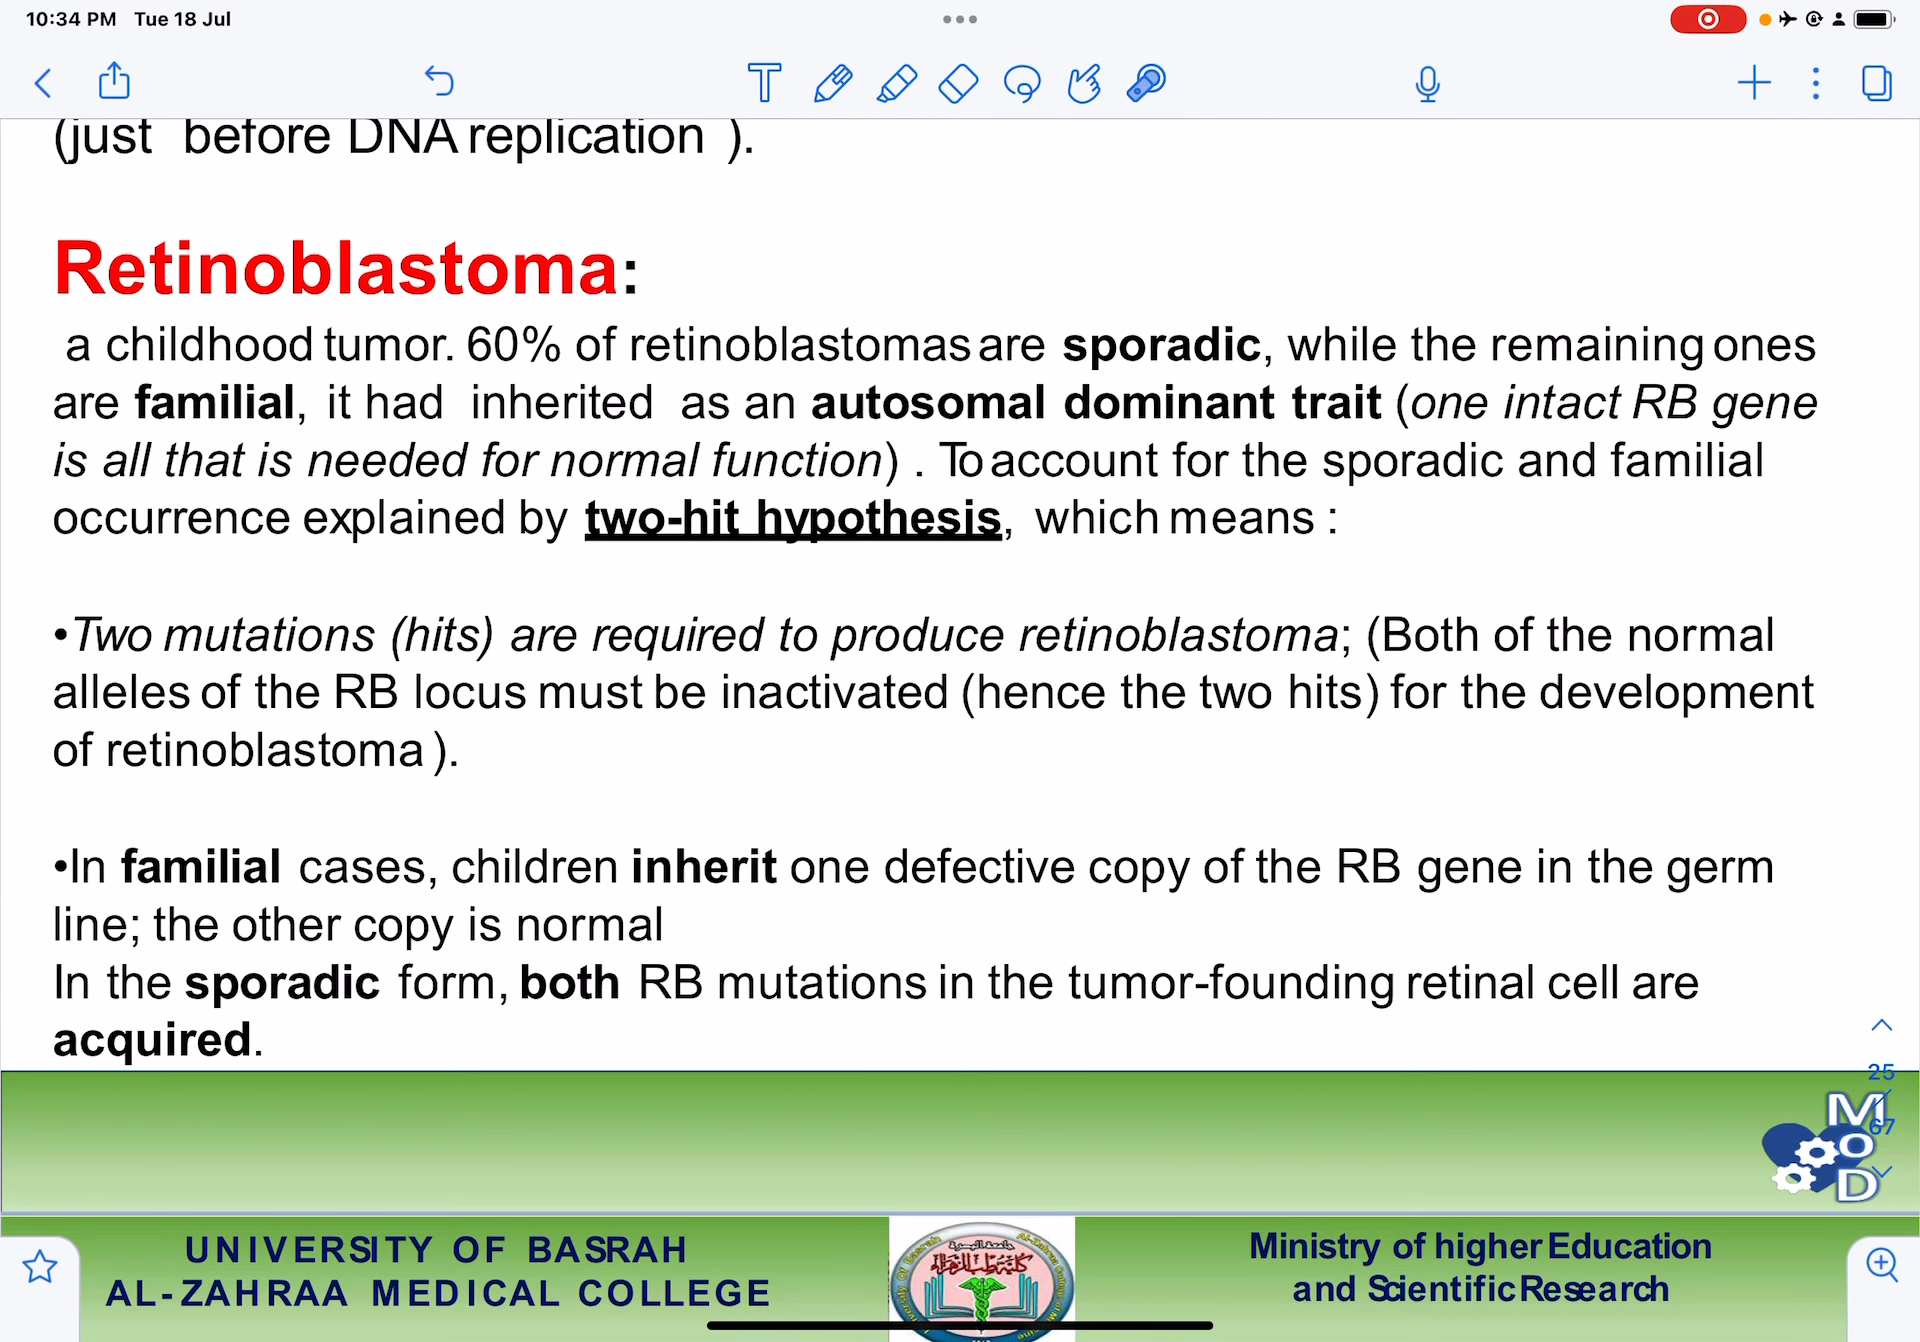 10:34 PM Tue 18 Jul
(just before DNA replication ).
Retinoblastoma:
a childhood tumor. 60% of retinoblastomas are sporadic, while the remaining ones
are familial, it had inherited as an autosomal dominant trait (one intact RB gene
is all that is needed for normal function) . To account for the sporadic and familial
occurrence explained by two-hit hypothesis, which means :
•Two mutations (hits) are required to produce retinoblastoma; (Both of the normal
alleles of the RB locus must be inactivated (hence the two hits) for the development
of retinoblastoma ).
•In familial cases, children inherit one defective copy of the RB gene in the germ
line; the other copy is normal
In the sporadic form, both RB mutations in the tumor-founding retinal cell are
acquired.
25
67
MOD
UNIVERSITY OF BASRAH
AL-ZAHRAA MEDICAL COLLEGE
Ministry of higher Education
and Scientific Research